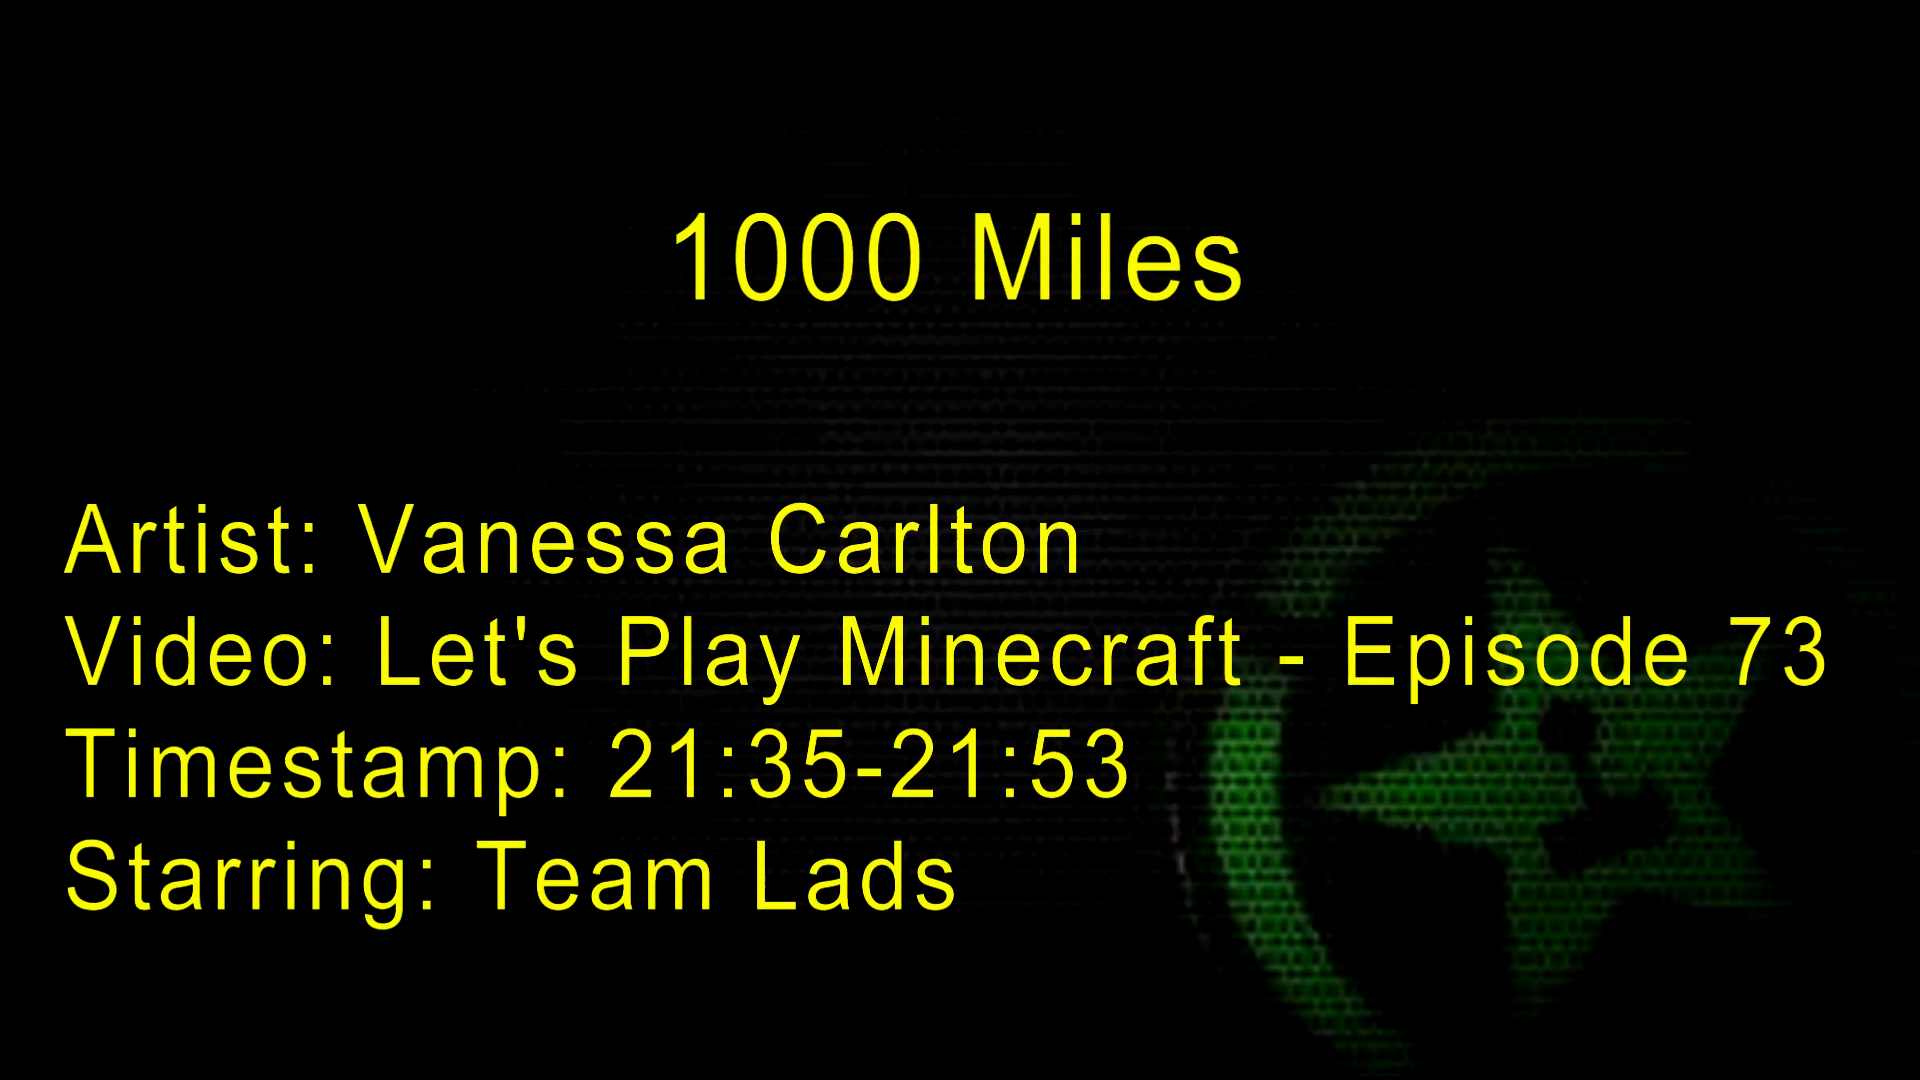 1000 Miles
Artist: Vanessa Carlton
Video: Let's Play Minecraft - Episode 73
Timestamp: 21:35-21:53
Starring: Team Lads